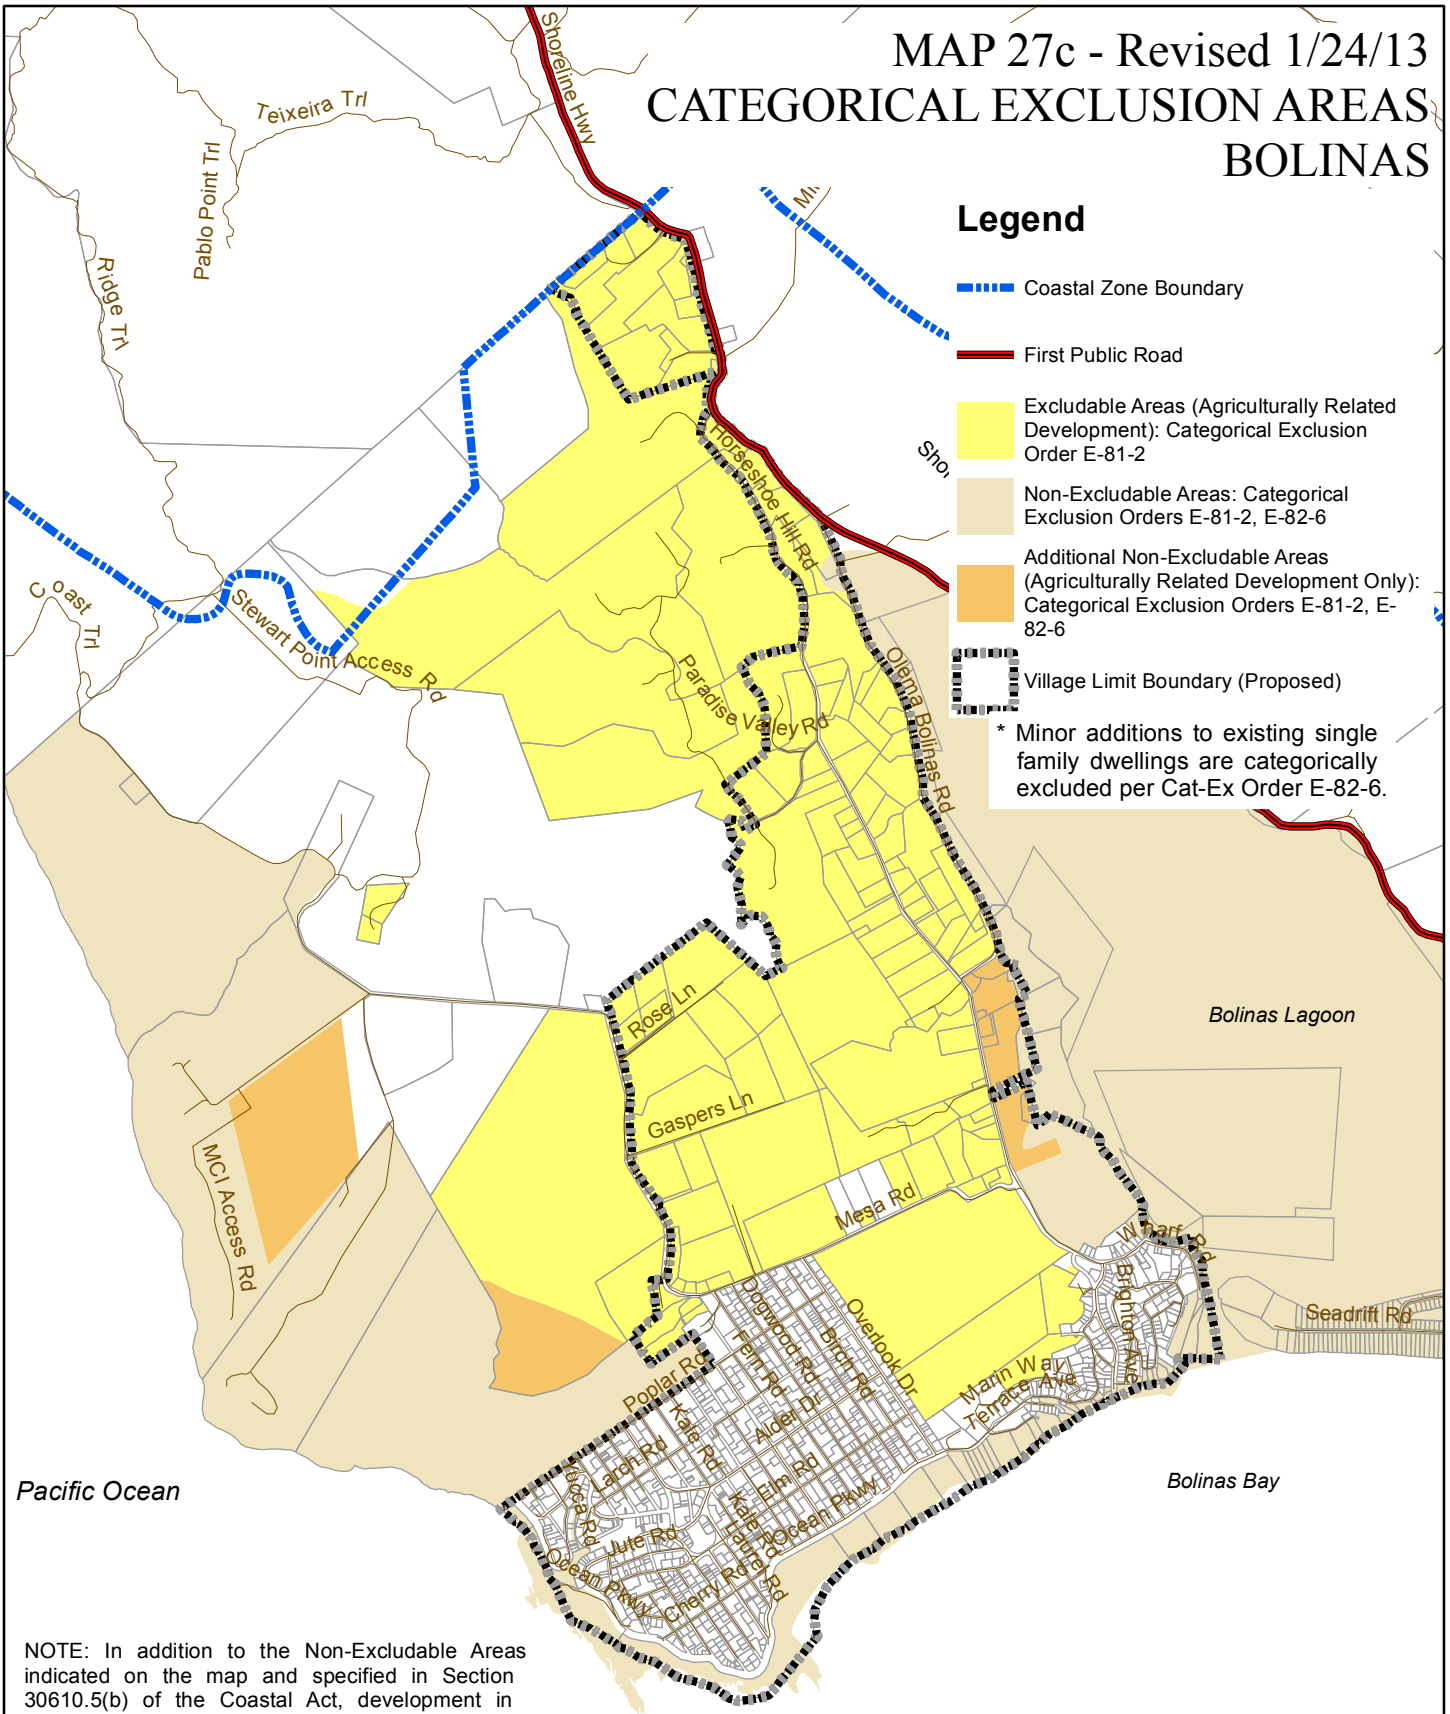 MAP 27c - Revised 1/24/13
CATEGORICAL EXCLUSION AREAS
BOLINAS
Legend
Coastal Zone Boundary
First Public Road
Excludable Areas (Agriculturally Related
Development): Categorical Exclusion
Order E-81-2
Non-Excludable Areas: Categorical
Exclusion Orders E-81-2, E-82-6
Additional Non-Excludable Areas
(Agriculturally Related Development Only):
Categorical Exclusion Orders E-81-2, E-
82-6
Village Limit Boundary (Proposed)
* Minor additions to existing single
family dwellings are categorically
excluded per Cat-Ex Order E-82-6.
Shoreline Hwy
Teixeira Trl
Pablo Point Trl
Ridge Trl
Coast Trl
Stewart Point Access Rd
Horseshoe Hill Rd
Paradise Valley Rd
Olema Bolinas Rd
Rose Ln
Gaspers Ln
Mesa Rd
MCI Access Rd
Bolinas Lagoon
Wharf Rd
Brighton Ave
Seadrift Rd
Overlook Dr
Dogwood Rd
Birch Rd
Fern Rd
Marin Way
Terrace Ave
Poplar Rd
Alder Dr
Kale Rd
Larch Rd
Yucca Rd
Elm Rd
Ocean Pkwy
Kale Rd
Laurel Rd
Jute Rd
Cherry Rd
Ocean Pkwy
Pacific Ocean
Bolinas Bay
NOTE: In addition to the Non-Excludable Areas
indicated on the map and specified in Section
30610.5(b) of the Coastal Act, development in